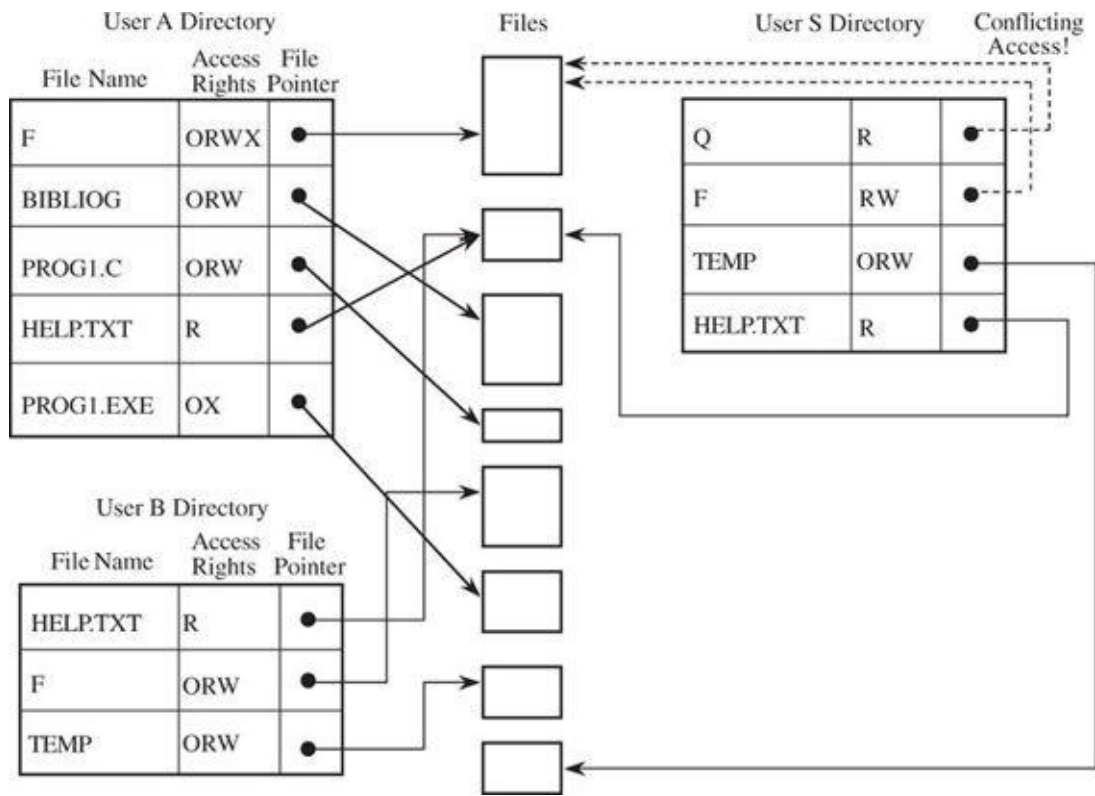 User A Directory
File Name Access Rights File Pointer
F ORWX
BIBLIOG ORW
PROG1.C ORW
HELP.TXT R
PROG1.EXE OX
User B Directory
File Name Access Rights File Pointer
HELP.TXT R
F ORW
TEMP ORW
Files
User S Directory
Conflicting
Access!
Q R
F RW
TEMP ORW
HELP.TXT R